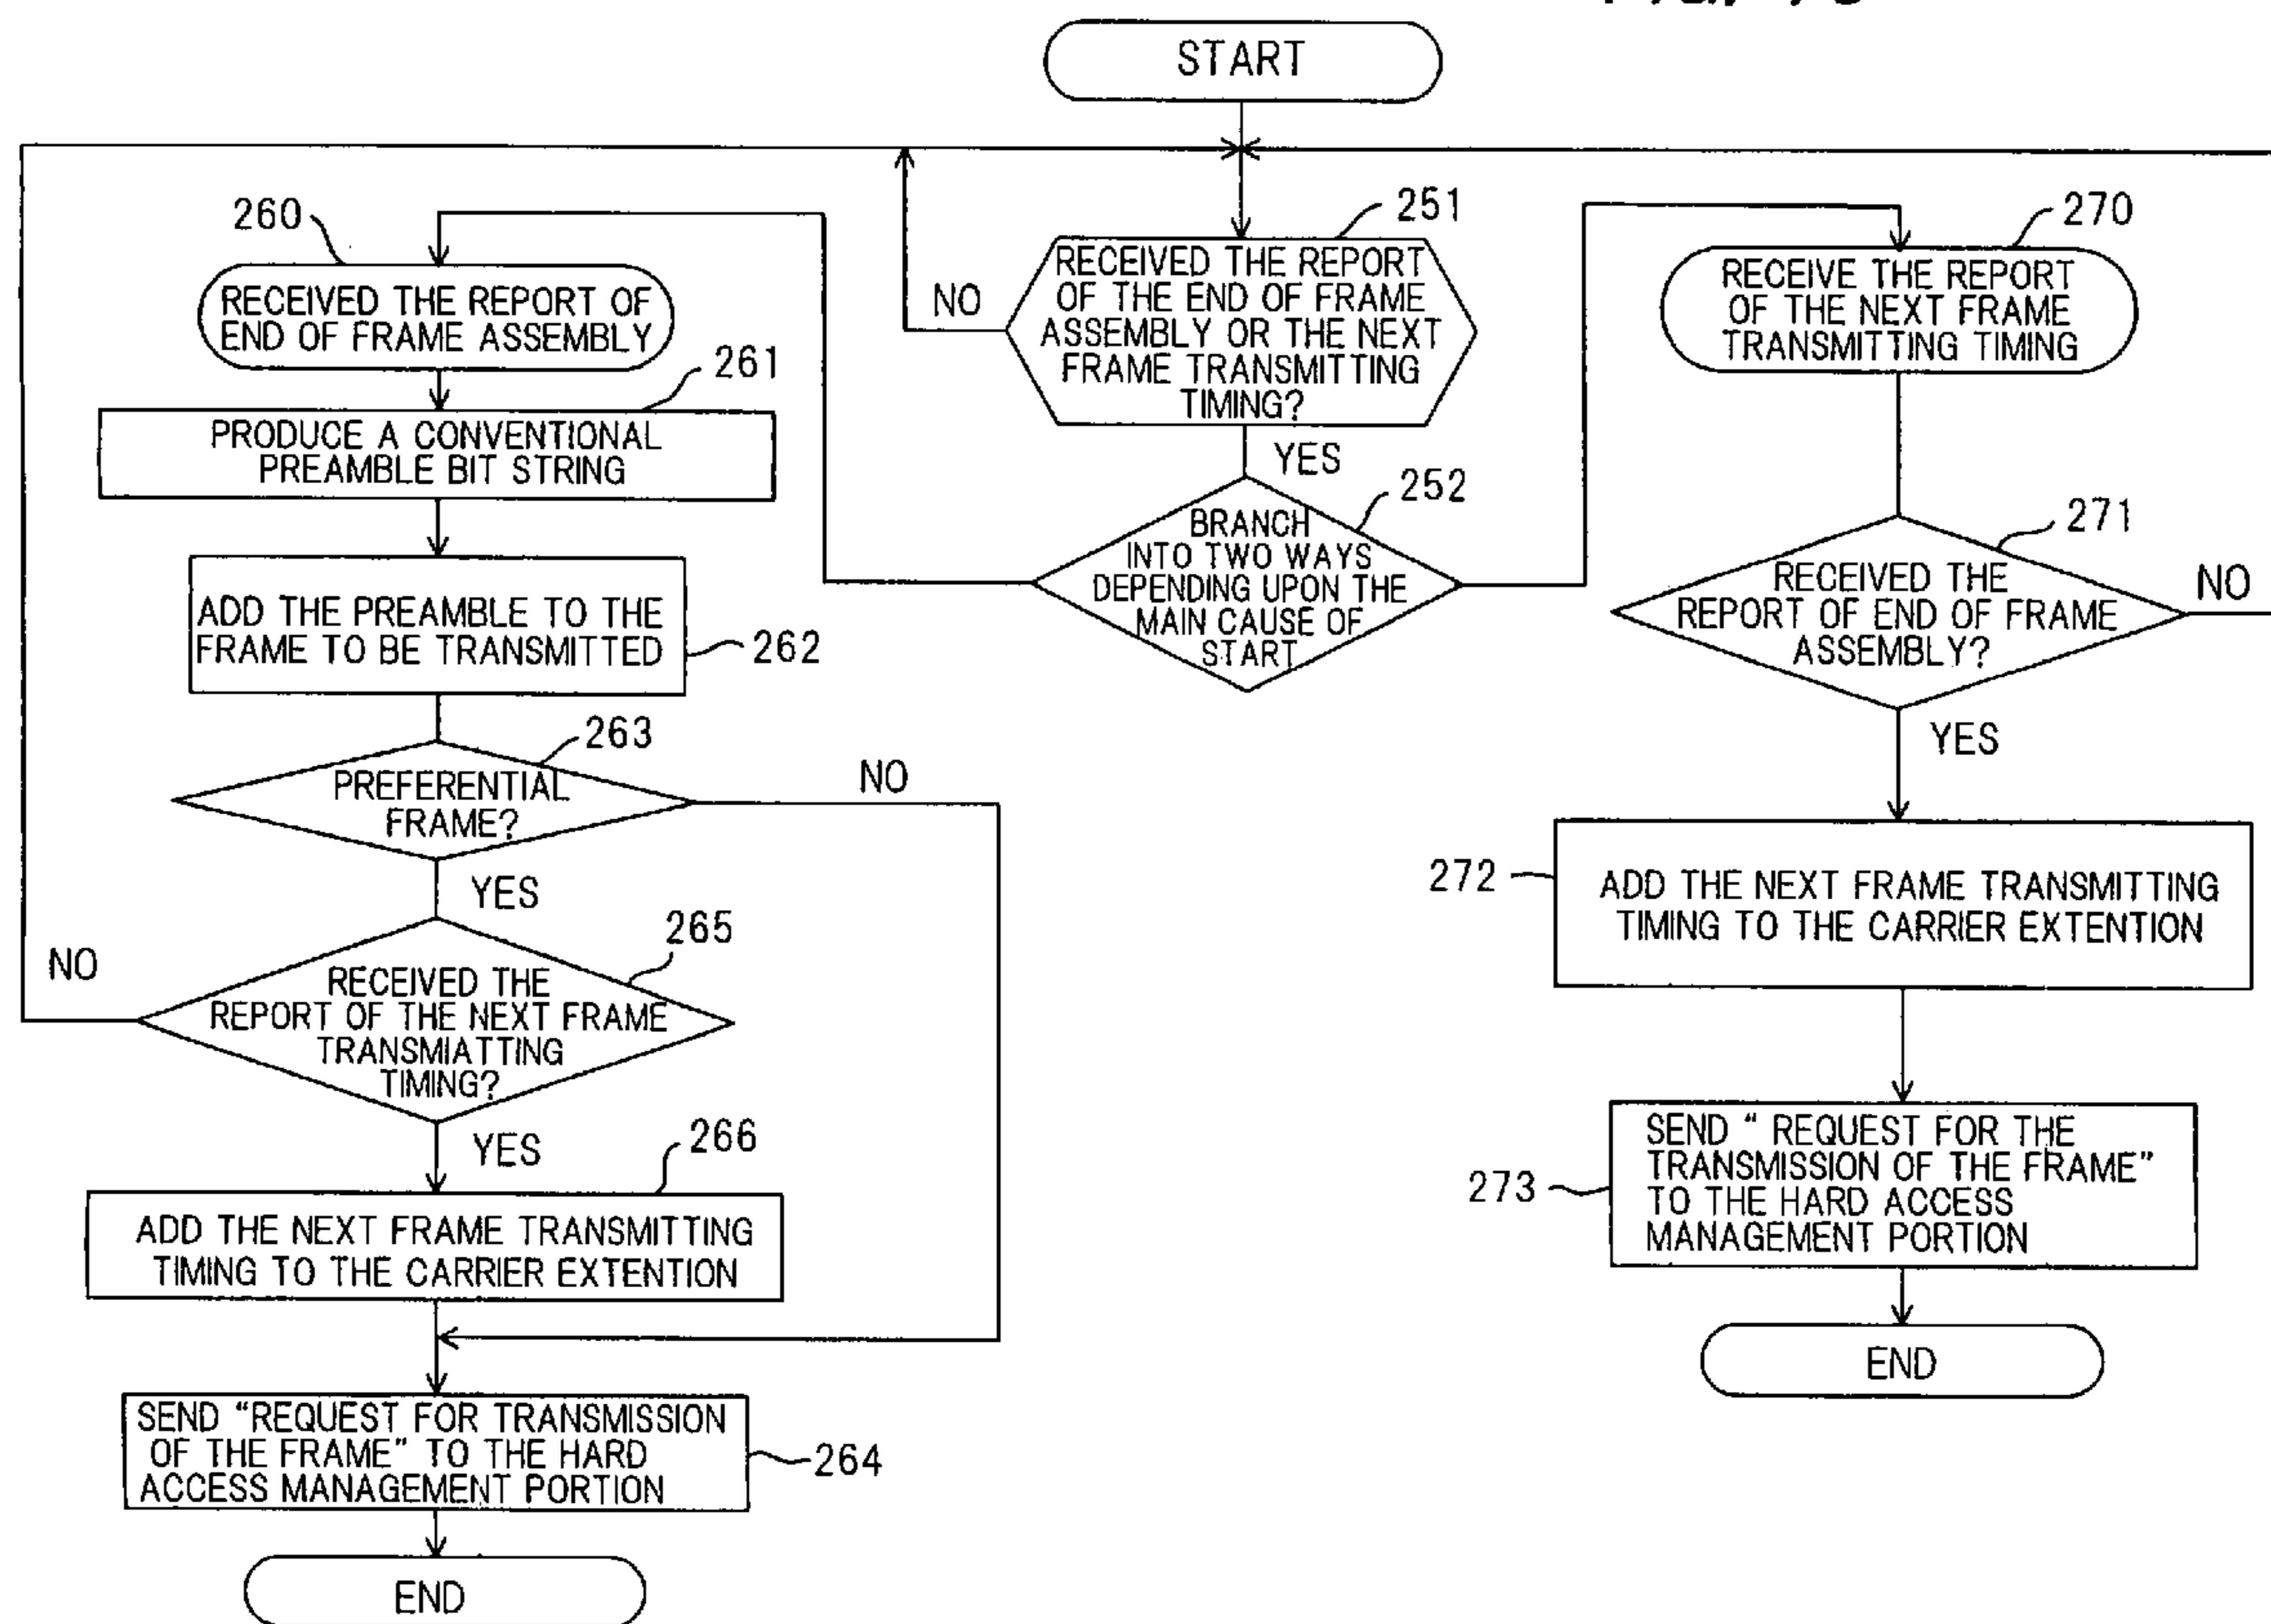 START
260
RECEIVED THE REPORT OF
END OF FRAME ASSEMBLY
261
PRODUCE A CONVENTIONAL
PREAMBLE BIT STRING
ADD THE PREAMBLE TO THE
FRAME TO BE TRANSMITTED
262
263
PREFERENTIAL
FRAME?
NO
YES
265
NO
RECEIVED THE
REPORT OF THE NEXT FRAME
TRANSMIATTING
TIMING?
YES
266
ADD THE NEXT FRAME TRANSMITTING
TIMING TO THE CARRIER EXTENTION
SEND “REQUEST FOR TRANSMISSION
OF THE FRAME” TO THE HARD
ACCESS MANAGEMENT PORTION
264
END
251
RECEIVED THE REPORT
OF THE END OF FRAME
ASSEMBLY OR THE NEXT
FRAME TRANSMITTING
TIMING?
NO
YES
252
BRANCH
INTO TWO WAYS
DEPENDING UPON THE
MAIN CAUSE OF
START
270
RECEIVE THE REPORT
OF THE NEXT FRAME
TRANSMITTING TIMING
271
RECEIVED THE
REPORT OF END OF FRAME
ASSEMBLY?
NO
YES
272
ADD THE NEXT FRAME TRANSMITTING
TIMING TO THE CARRIER EXTENTION
273
SEND “ REQUEST FOR THE
TRANSMISSION OF THE FRAME”
TO THE HARD ACCESS
MANAGEMENT PORTION
END